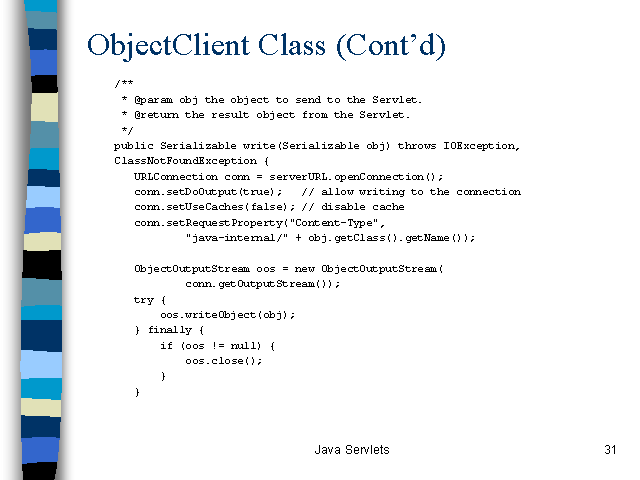 ObjectClient Class (Cont’d)
/**
 * @param obj the object to send to the Servlet.
 * @return the result object from the Servlet.
 */
public Serializable write(Serializable obj) throws IOException,
ClassNotFoundException {
   URLConnection conn = serverURL.openConnection();
   conn.setDoOutput(true);   // allow writing to the connection
   conn.setUseCaches(false); // disable cache
   conn.setRequestProperty("Content-Type",
           "java-internal/" + obj.getClass().getName());

   ObjectOutputStream oos = new ObjectOutputStream(
           conn.getOutputStream());
   try {
       oos.writeObject(obj);
   } finally {
       if (oos != null) {
           oos.close();
       }
   }
Java Servlets
31